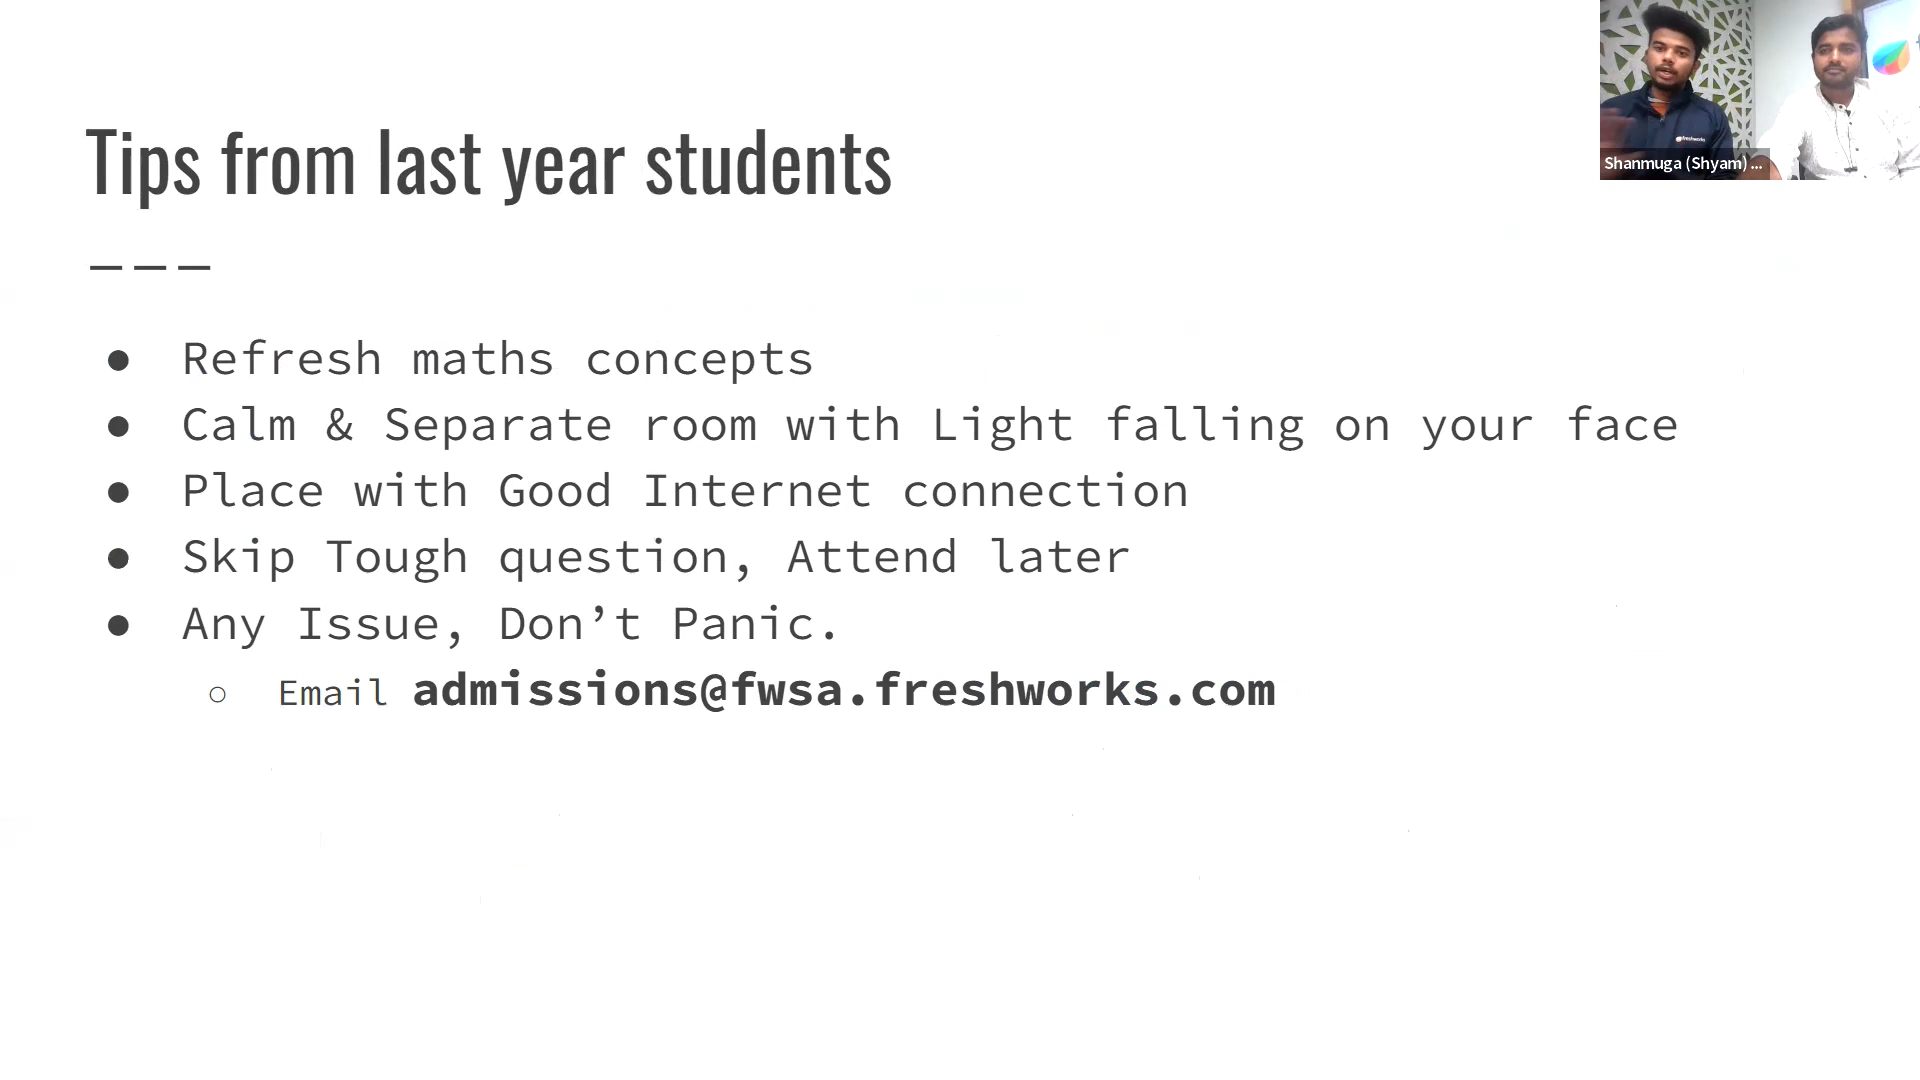 Tips from last year students
Refresh maths concepts
Calm & Separate room with Light falling on your face
Place with Good Internet connection
Skip Tough question, Attend later
Any Issue, Don’t Panic.
Email admissions@fwsa.freshworks.com
freshworks
Shanmuga (Shyam) ...